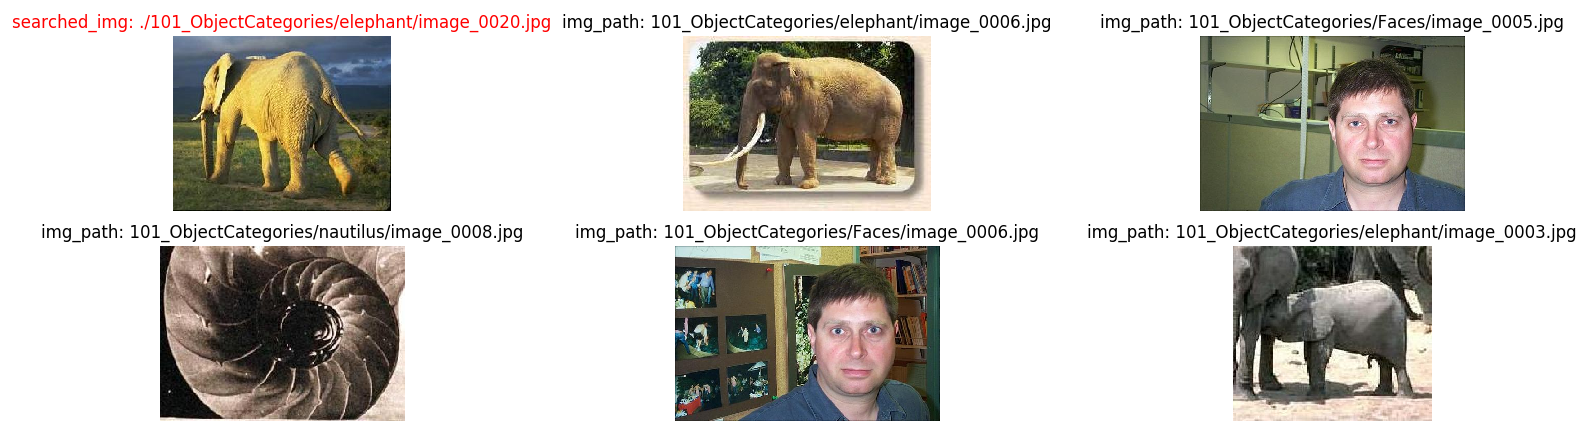 searched_img: ./101_ObjectCategories/elephant/image_0020.jpg
img_path: 101_ObjectCategories/elephant/image_0006.jpg
img_path: 101_ObjectCategories/Faces/image_0005.jpg
img_path: 101_ObjectCategories/nautilus/image_0008.jpg
img_path: 101_ObjectCategories/Faces/image_0006.jpg
img_path: 101_ObjectCategories/elephant/image_0003.jpg